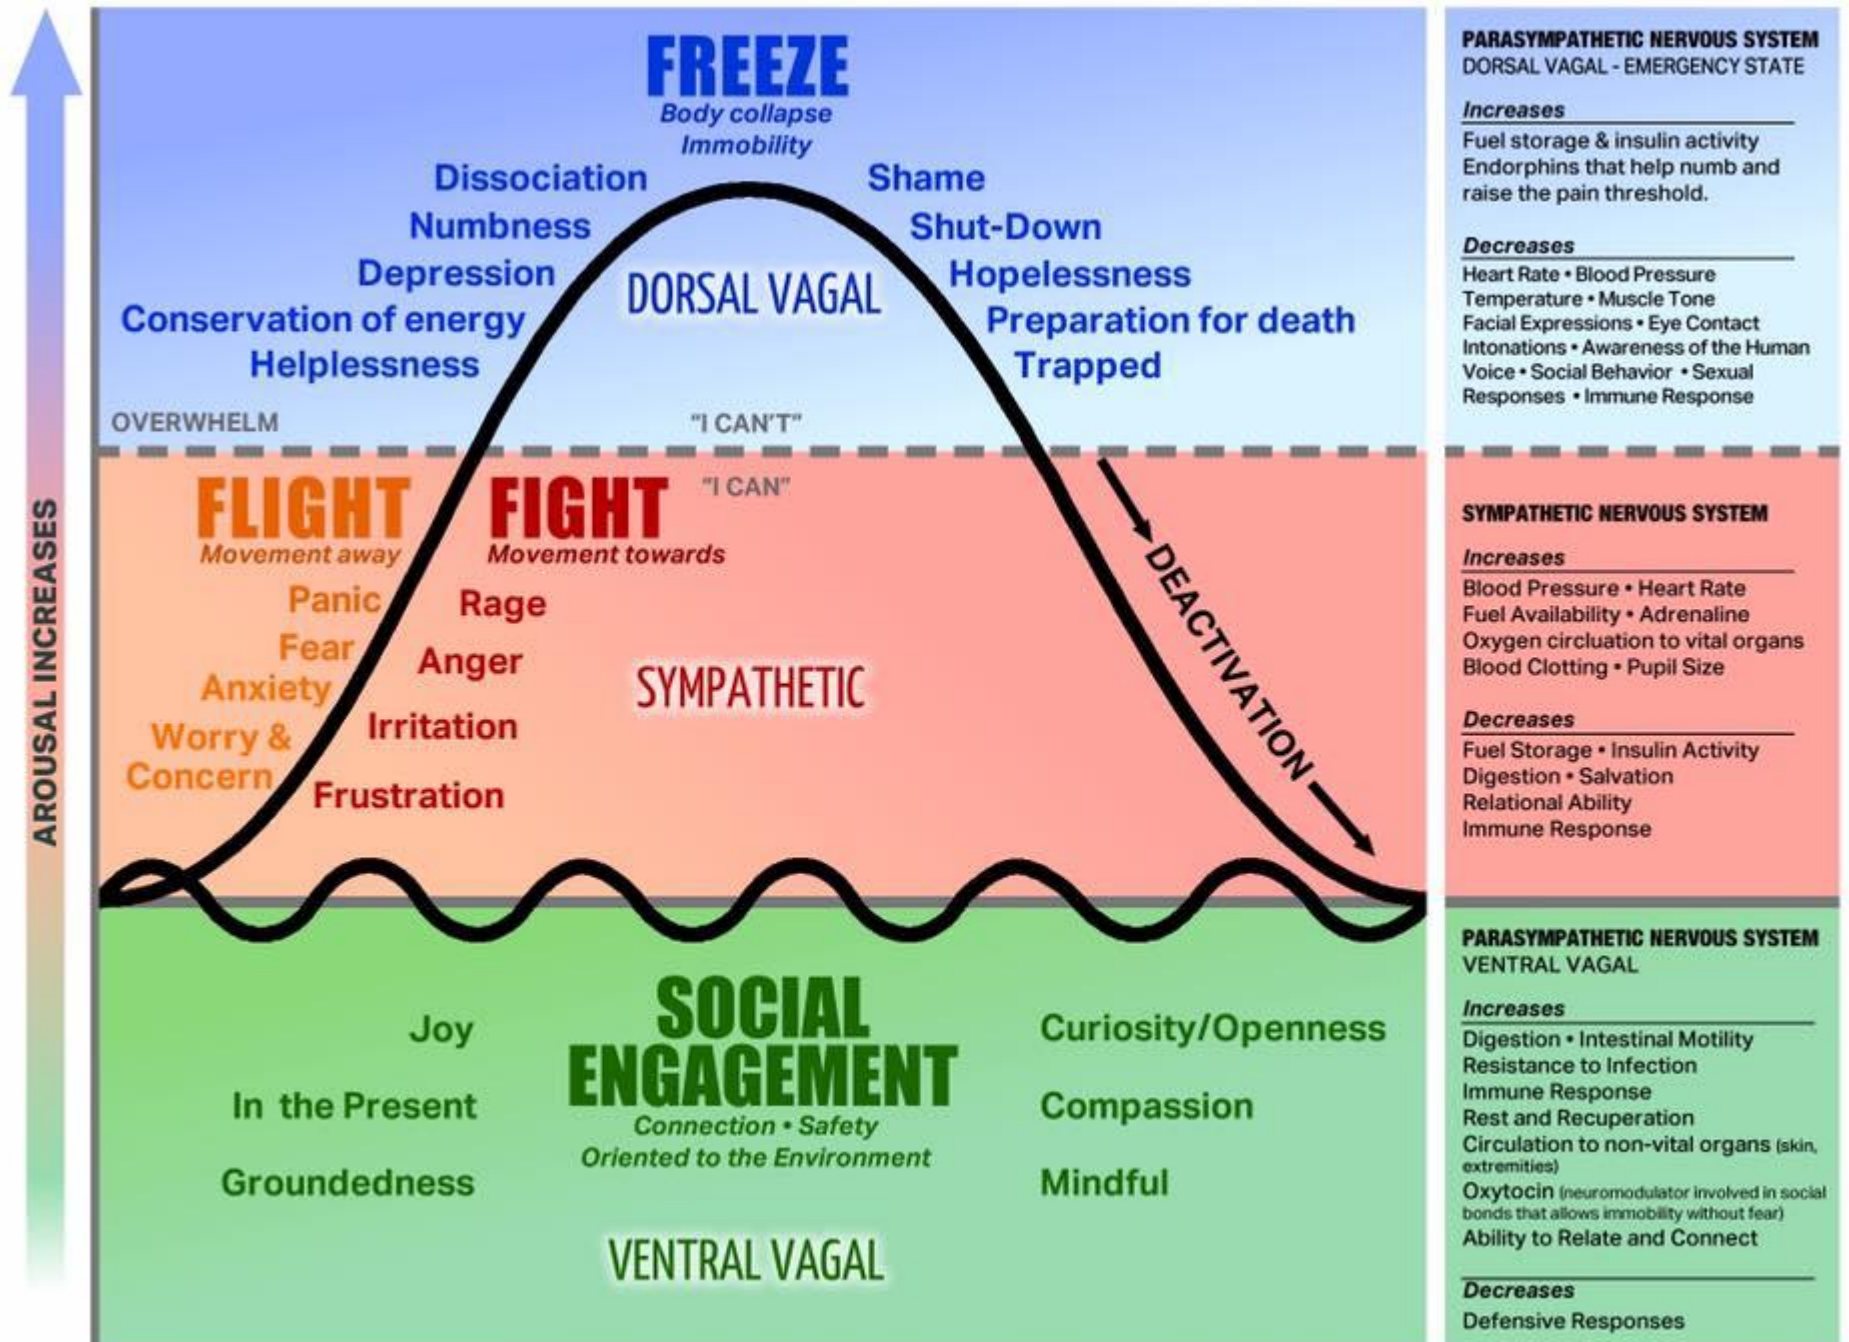 FREEZE
Body collapse
Immobility
Dissociation
Numbness
Depression
Conservation of energy
Helplessness
Shame
Shut-Down
Hopelessness
Preparation for death
Trapped
DORSAL VAGAL
OVERWHELM
"I CAN'T"
"I CAN"
FLIGHT
Movement away
Panic
Fear
Anxiety
Worry &
Concern
FIGHT
Movement towards
Rage
Anger
Irritation
Frustration
SYMPATHETIC
DEACTIVATION
AROUSAL INCREASES
SOCIAL
ENGAGEMENT
Connection • Safety
Oriented to the Environment
Joy
In the Present
Groundedness
Curiosity/Openness
Compassion
Mindful
VENTRAL VAGAL
PARASYMPATHETIC NERVOUS SYSTEM
DORSAL VAGAL - EMERGENCY STATE
Increases
Fuel storage & insulin activity
Endorphins that help numb and
raise the pain threshold.
Decreases
Heart Rate • Blood Pressure
Temperature • Muscle Tone
Facial Expressions • Eye Contact
Intonations • Awareness of the Human
Voice • Social Behavior • Sexual
Responses • Immune Response
SYMPATHETIC NERVOUS SYSTEM
Increases
Blood Pressure • Heart Rate
Fuel Availability • Adrenaline
Oxygen circluation to vital organs
Blood Clotting • Pupil Size
Decreases
Fuel Storage • Insulin Activity
Digestion • Salvation
Relational Ability
Immune Response
PARASYMPATHETIC NERVOUS SYSTEM
VENTRAL VAGAL
Increases
Digestion • Intestinal Motility
Resistance to Infection
Immune Response
Rest and Recuperation
Circulation to non-vital organs (skin,
extremities)
Oxytocin (neuromodulator involved in social
bonds that allows immobility without fear)
Ability to Relate and Connect
Decreases
Defensive Responses